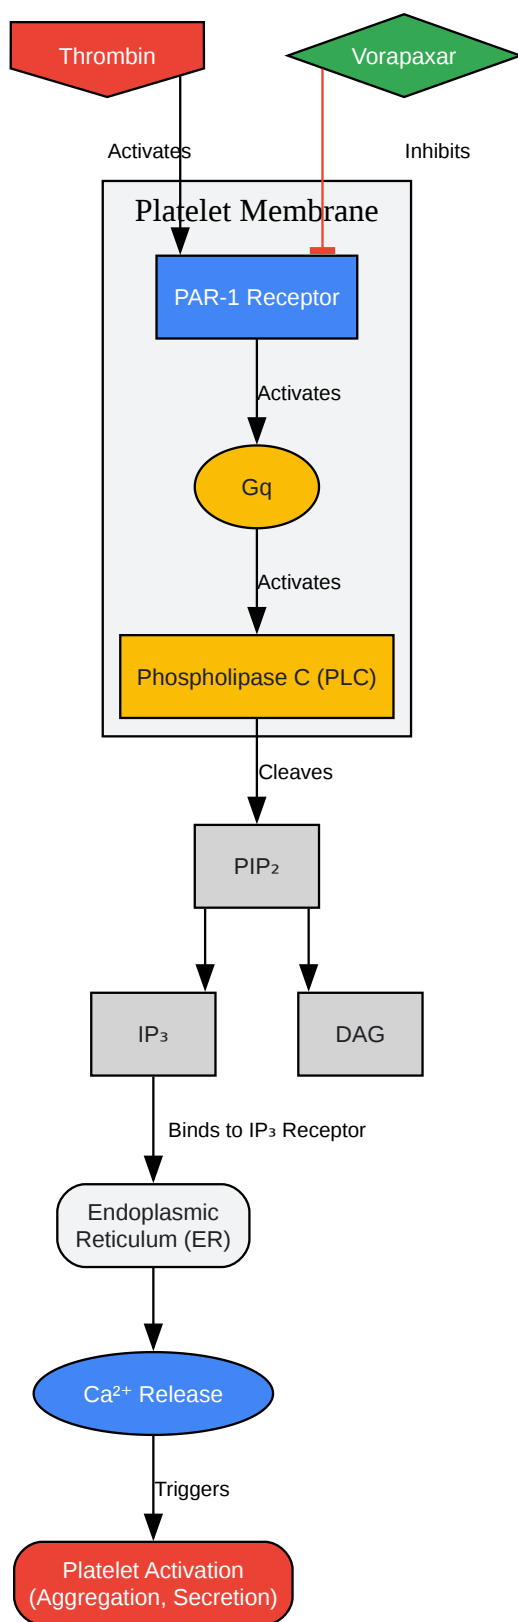 Thrombin
Vorapaxar
Activates
Inhibits
Platelet Membrane
PAR-1 Receptor
Activates
Gq
Activates
Phospholipase C (PLC)
Cleaves
PIP₂
IP₃
DAG
Binds to IP₃ Receptor
Endoplasmic
Reticulum (ER)
Ca²⁺ Release
Triggers
Platelet Activation
(Aggregation, Secretion)